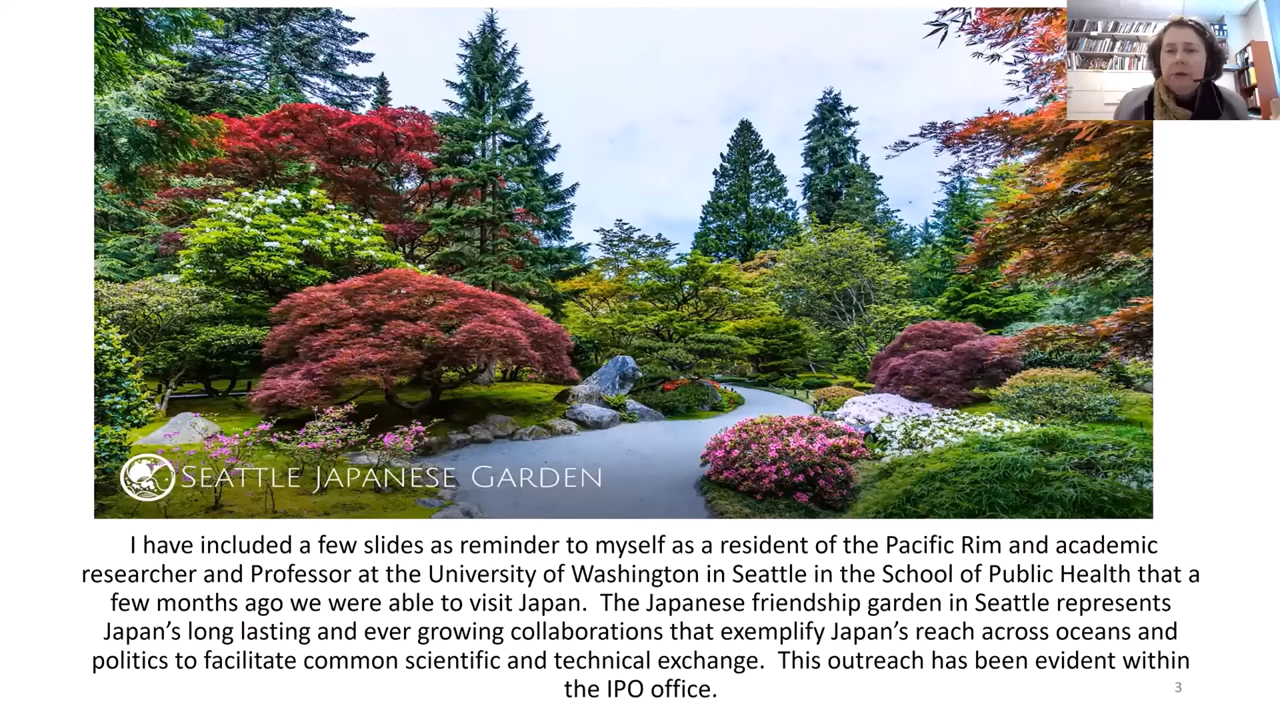 SEATTLE JAPANESE GARDEN
I have included a few slides as reminder to myself as a resident of the Pacific Rim and academic
researcher and Professor at the University of Washington in Seattle in the School of Public Health that a
few months ago we were able to visit Japan.  The Japanese friendship garden in Seattle represents
Japan’s long lasting and ever growing collaborations that exemplify Japan’s reach across oceans and
politics to facilitate common scientific and technical exchange.  This outreach has been evident within
the IPO office.
3